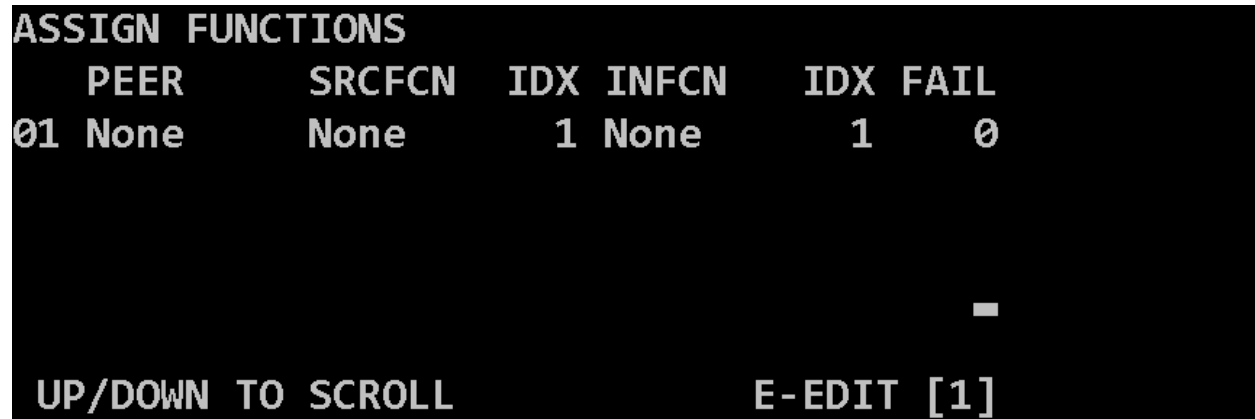 ASSIGN FUNCTIONS
PEER SRCFCN IDX INFCN IDX FAIL
01 None None 1 None 1 0
UP/DOWN TO SCROLL E-EDIT [1]